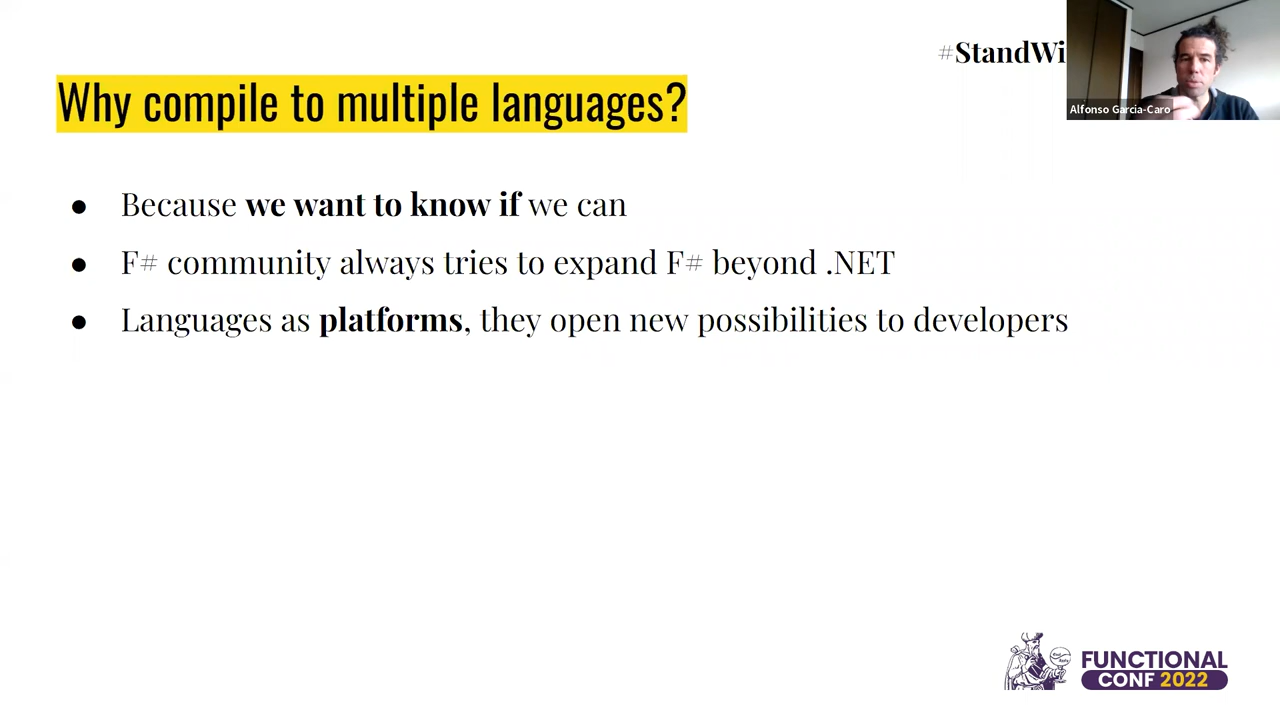 #StandWi
Alfonso Garcia-Caro
Why compile to multiple languages?
● Because we want to know if we can
● F# community always tries to expand F# beyond .NET
● Languages as platforms, they open new possibilities to developers
FUNCTIONAL
CONF 2022